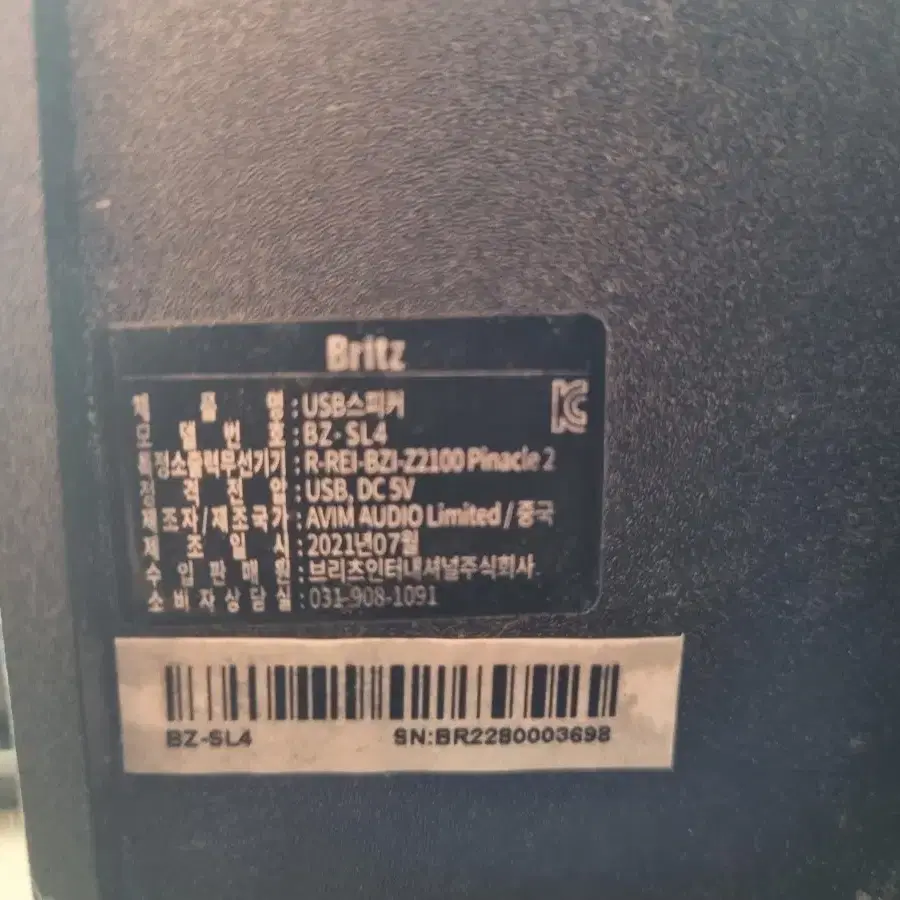 Britz
제 품 명 : USB스피커
모 델 번 호 : BZ-SL4
특정소출력무선기기 : R-REI-BZI-Z2100 Pinacle 2
정 격 전 압 : USB, DC 5V
제조자/제조국가 : AVIM AUDIO Limited / 중국
제 조 일 시 : 2021년07월
수 입 판 매 원 : 브리츠인터내셔널주식회사
소 비 자 상 담 실 : 031-908-1091
BZ-SL4 SN:BR2280003698